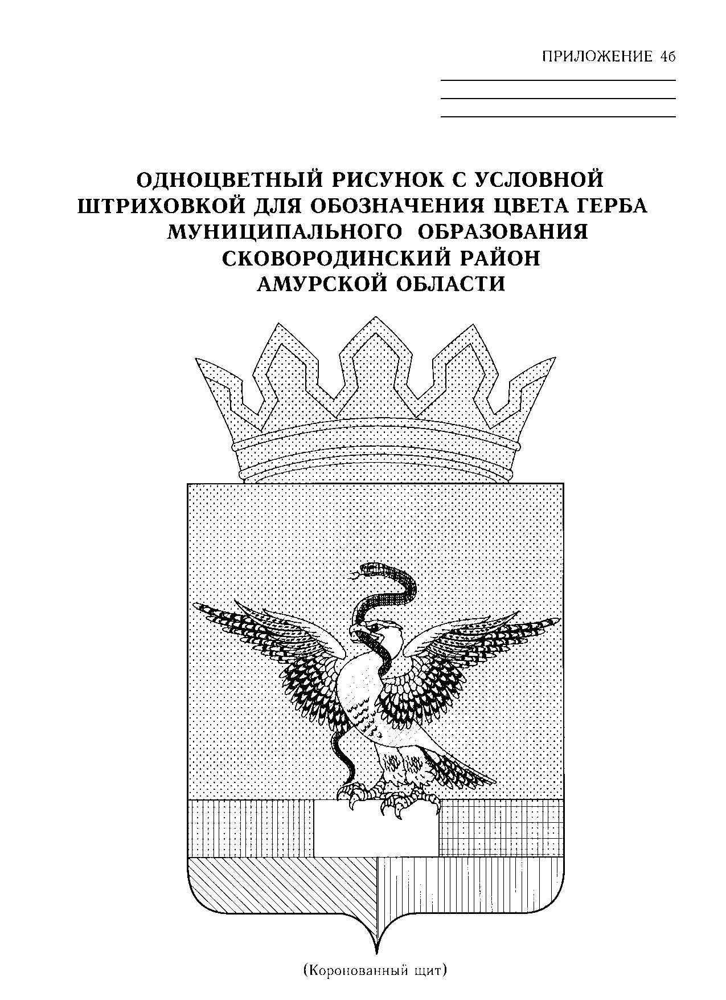 ПРИЛОЖЕНИЕ 4б
ОДНОЦВЕТНЫЙ РИСУНОК С УСЛОВНОЙ
ШТРИХОВКОЙ ДЛЯ ОБОЗНАЧЕНИЯ ЦВЕТА ГЕРБА
МУНИЦИПАЛЬНОГО ОБРАЗОВАНИЯ
СКОВОРОДИНСКИЙ РАЙОН
АМУРСКОЙ ОБЛАСТИ
(Коронованный щит)